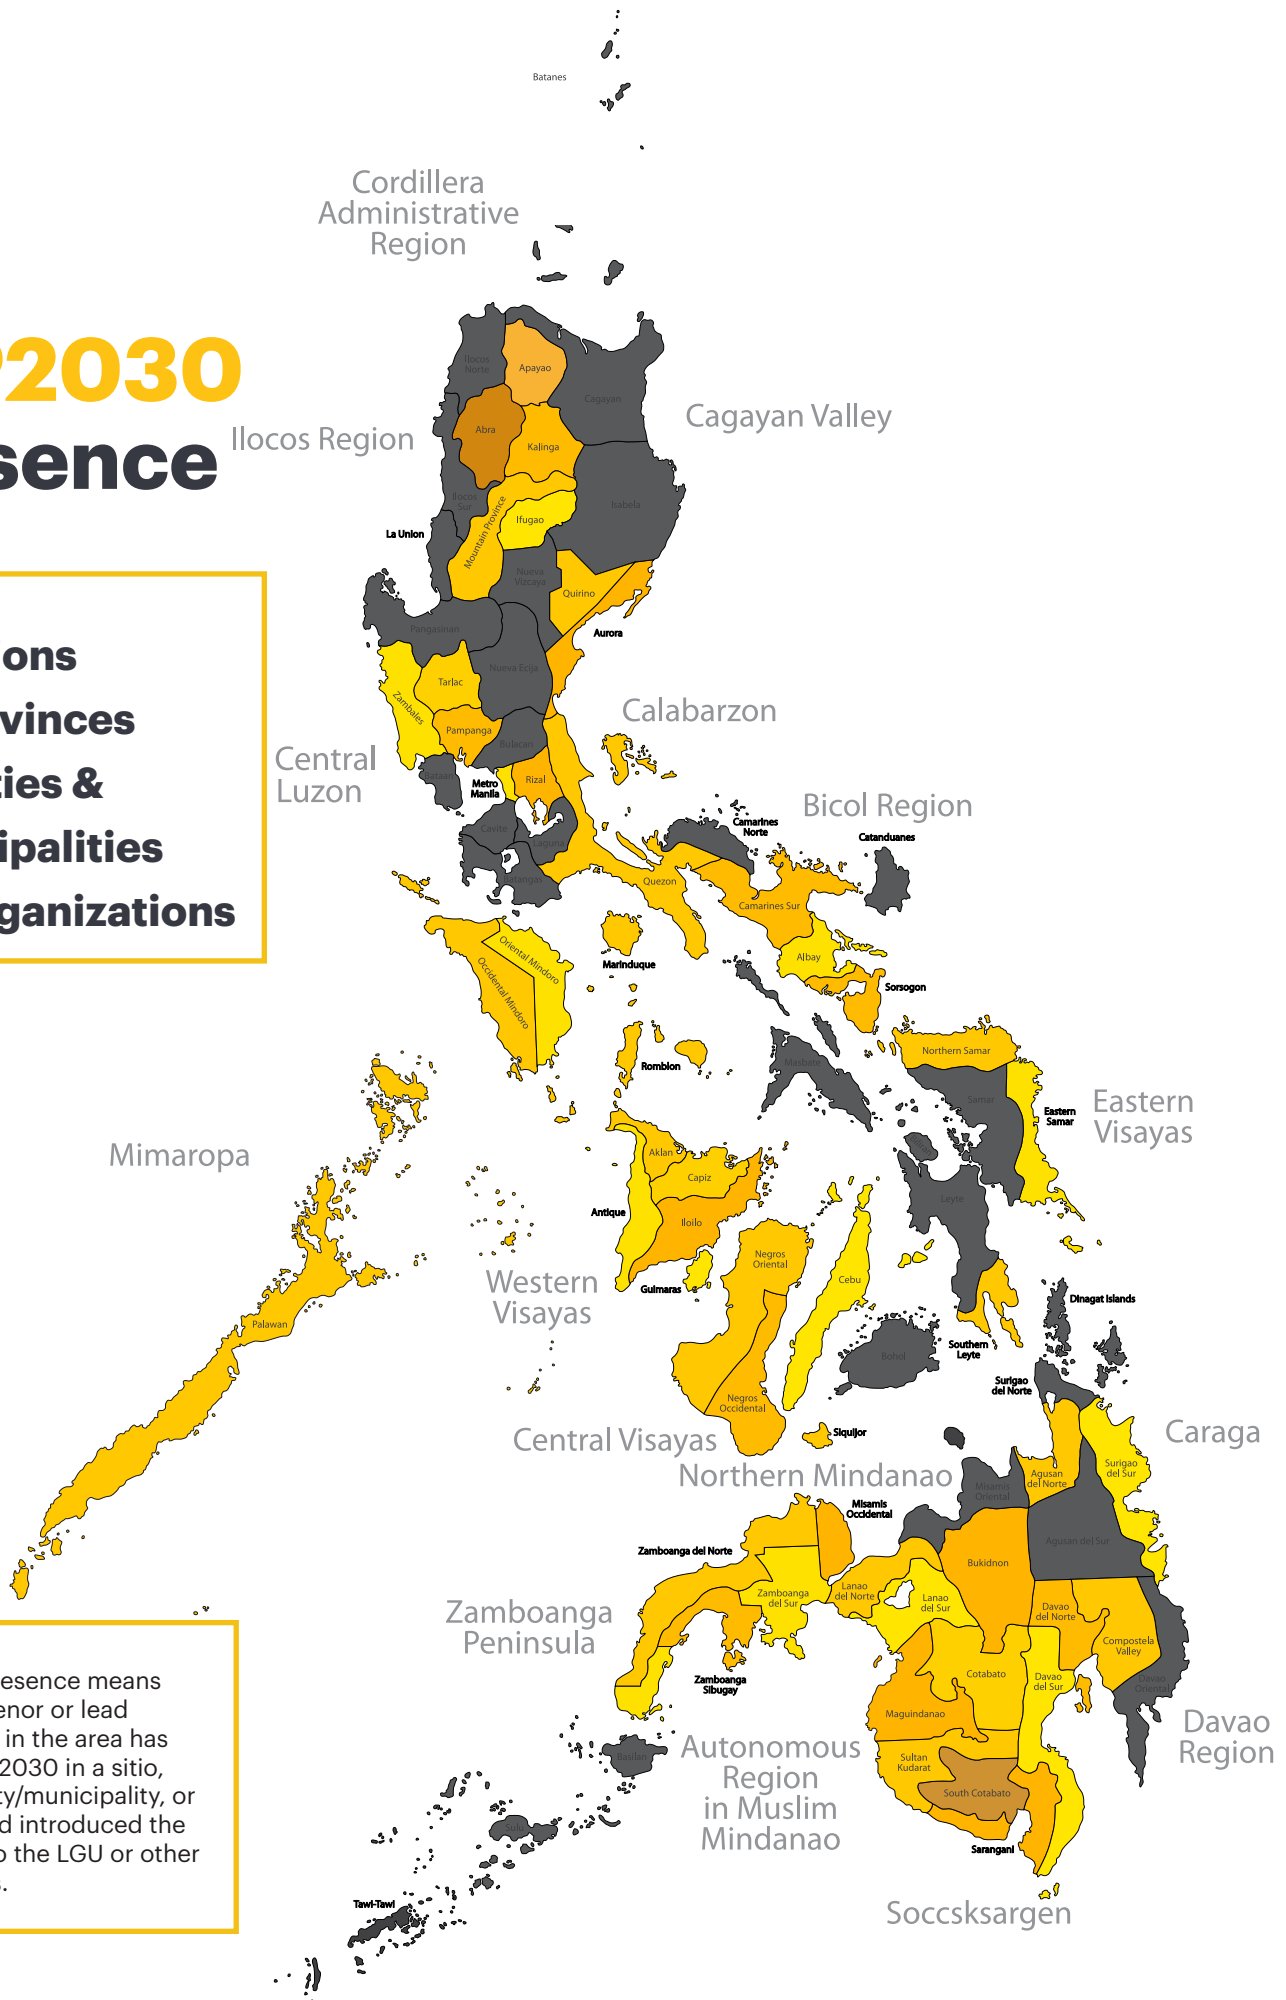 Batanes
Cordillera
Administrative
Region
2030
sence
Ilocos Region
Cagayan Valley
Ilocos
Norte
Apayao
Cagayan
Abra
Kalinga
Ilocos
Sur
Mountain Province
Ifugao
Isabela
La Union
Nueva
Vizcaya
Quirino
Aurora
Pangasinan
Nueva Ecija
Tarlac
Zambales
Pampanga
Bulacan
Bataan
Metro
Manila
Rizal
Cavite
Laguna
Batangas
ions
vinces
ties &
ipalities
ganizations
Central
Luzon
Calabarzon
Bicol Region
Camarines
Norte
Catanduanes
Quezon
Camarines Sur
Albay
Sorsogon
Marinduque
Oriental Mindoro
Occidental Mindoro
Romblon
Masbate
Northern Samar
Samar
Eastern
Samar
Eastern
Visayas
Mimaropa
Palawan
Aklan
Capiz
Antique
Iloilo
Guimaras
Western
Visayas
Negros
Oriental
Negros
Occidental
Cebu
Bohol
Leyte
Southern
Leyte
Dinagat Islands
Surigao
del Norte
Siquijor
Central Visayas
Northern Mindanao
Caraga
Surigao
del Sur
Agusan
del Norte
Misamis
Oriental
Misamis
Occidental
Agusan del Sur
Bukidnon
Zamboanga del Norte
Zamboanga
del Sur
Lanao
del Norte
Lanao
del Sur
Zamboanga
Peninsula
Zamboanga
Sibugay
Davao
del Norte
Compostela
Valley
Cotabato
Davao
del Sur
Davao
Oriental
Maguindanao
Davao
Region
Sultan
Kudarat
South Cotabato
Sarangani
Basilan
Autonomous
Region
in Muslim
Mindanao
Sulu
Tawi-Tawi
Soccsksargen
esence means
enor or lead
in the area has
2030 in a sitio,
ty/municipality, or
d introduced the
o the LGU or other